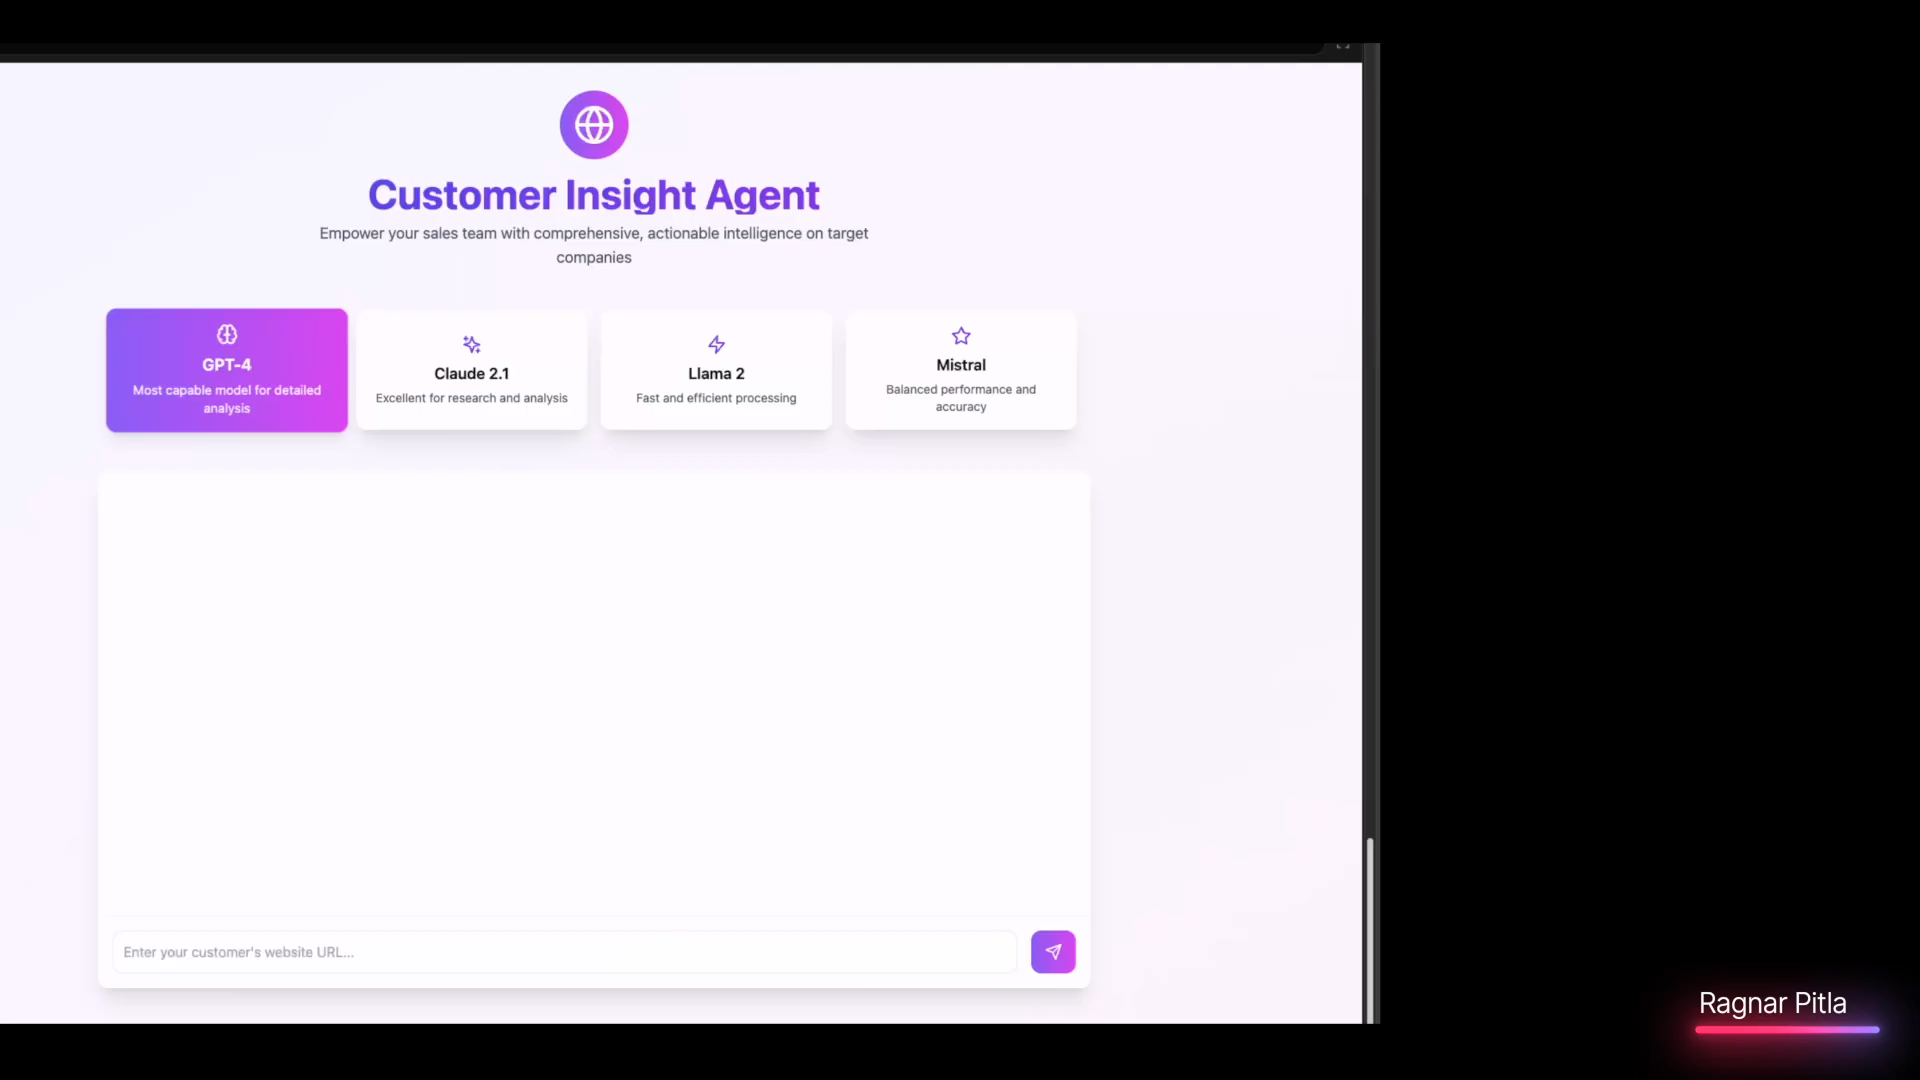 Customer Insight Agent
Empower your sales team with comprehensive, actionable intelligence on target
companies
GPT-4
Most capable model for detailed
analysis
Claude 2.1
Excellent for research and analysis
Llama 2
Fast and efficient processing
Mistral
Balanced performance and
accuracy
Enter your customer's website URL...
Ragnar Pitla